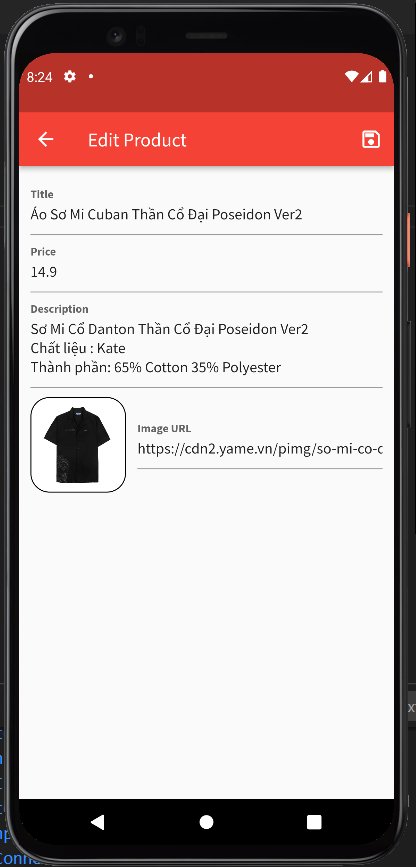 8:24
Edit Product
Title
Áo Sơ Mi Cuban Thần Cổ Đại Poseidon Ver2
Price
14.9
Description
Sơ Mi Cổ Danton Thần Cổ Đại Poseidon Ver2
Chất liệu : Kate
Thành phần: 65% Cotton 35% Polyester
Image URL
https://cdn2.yame.vn/pimg/so-mi-co-d